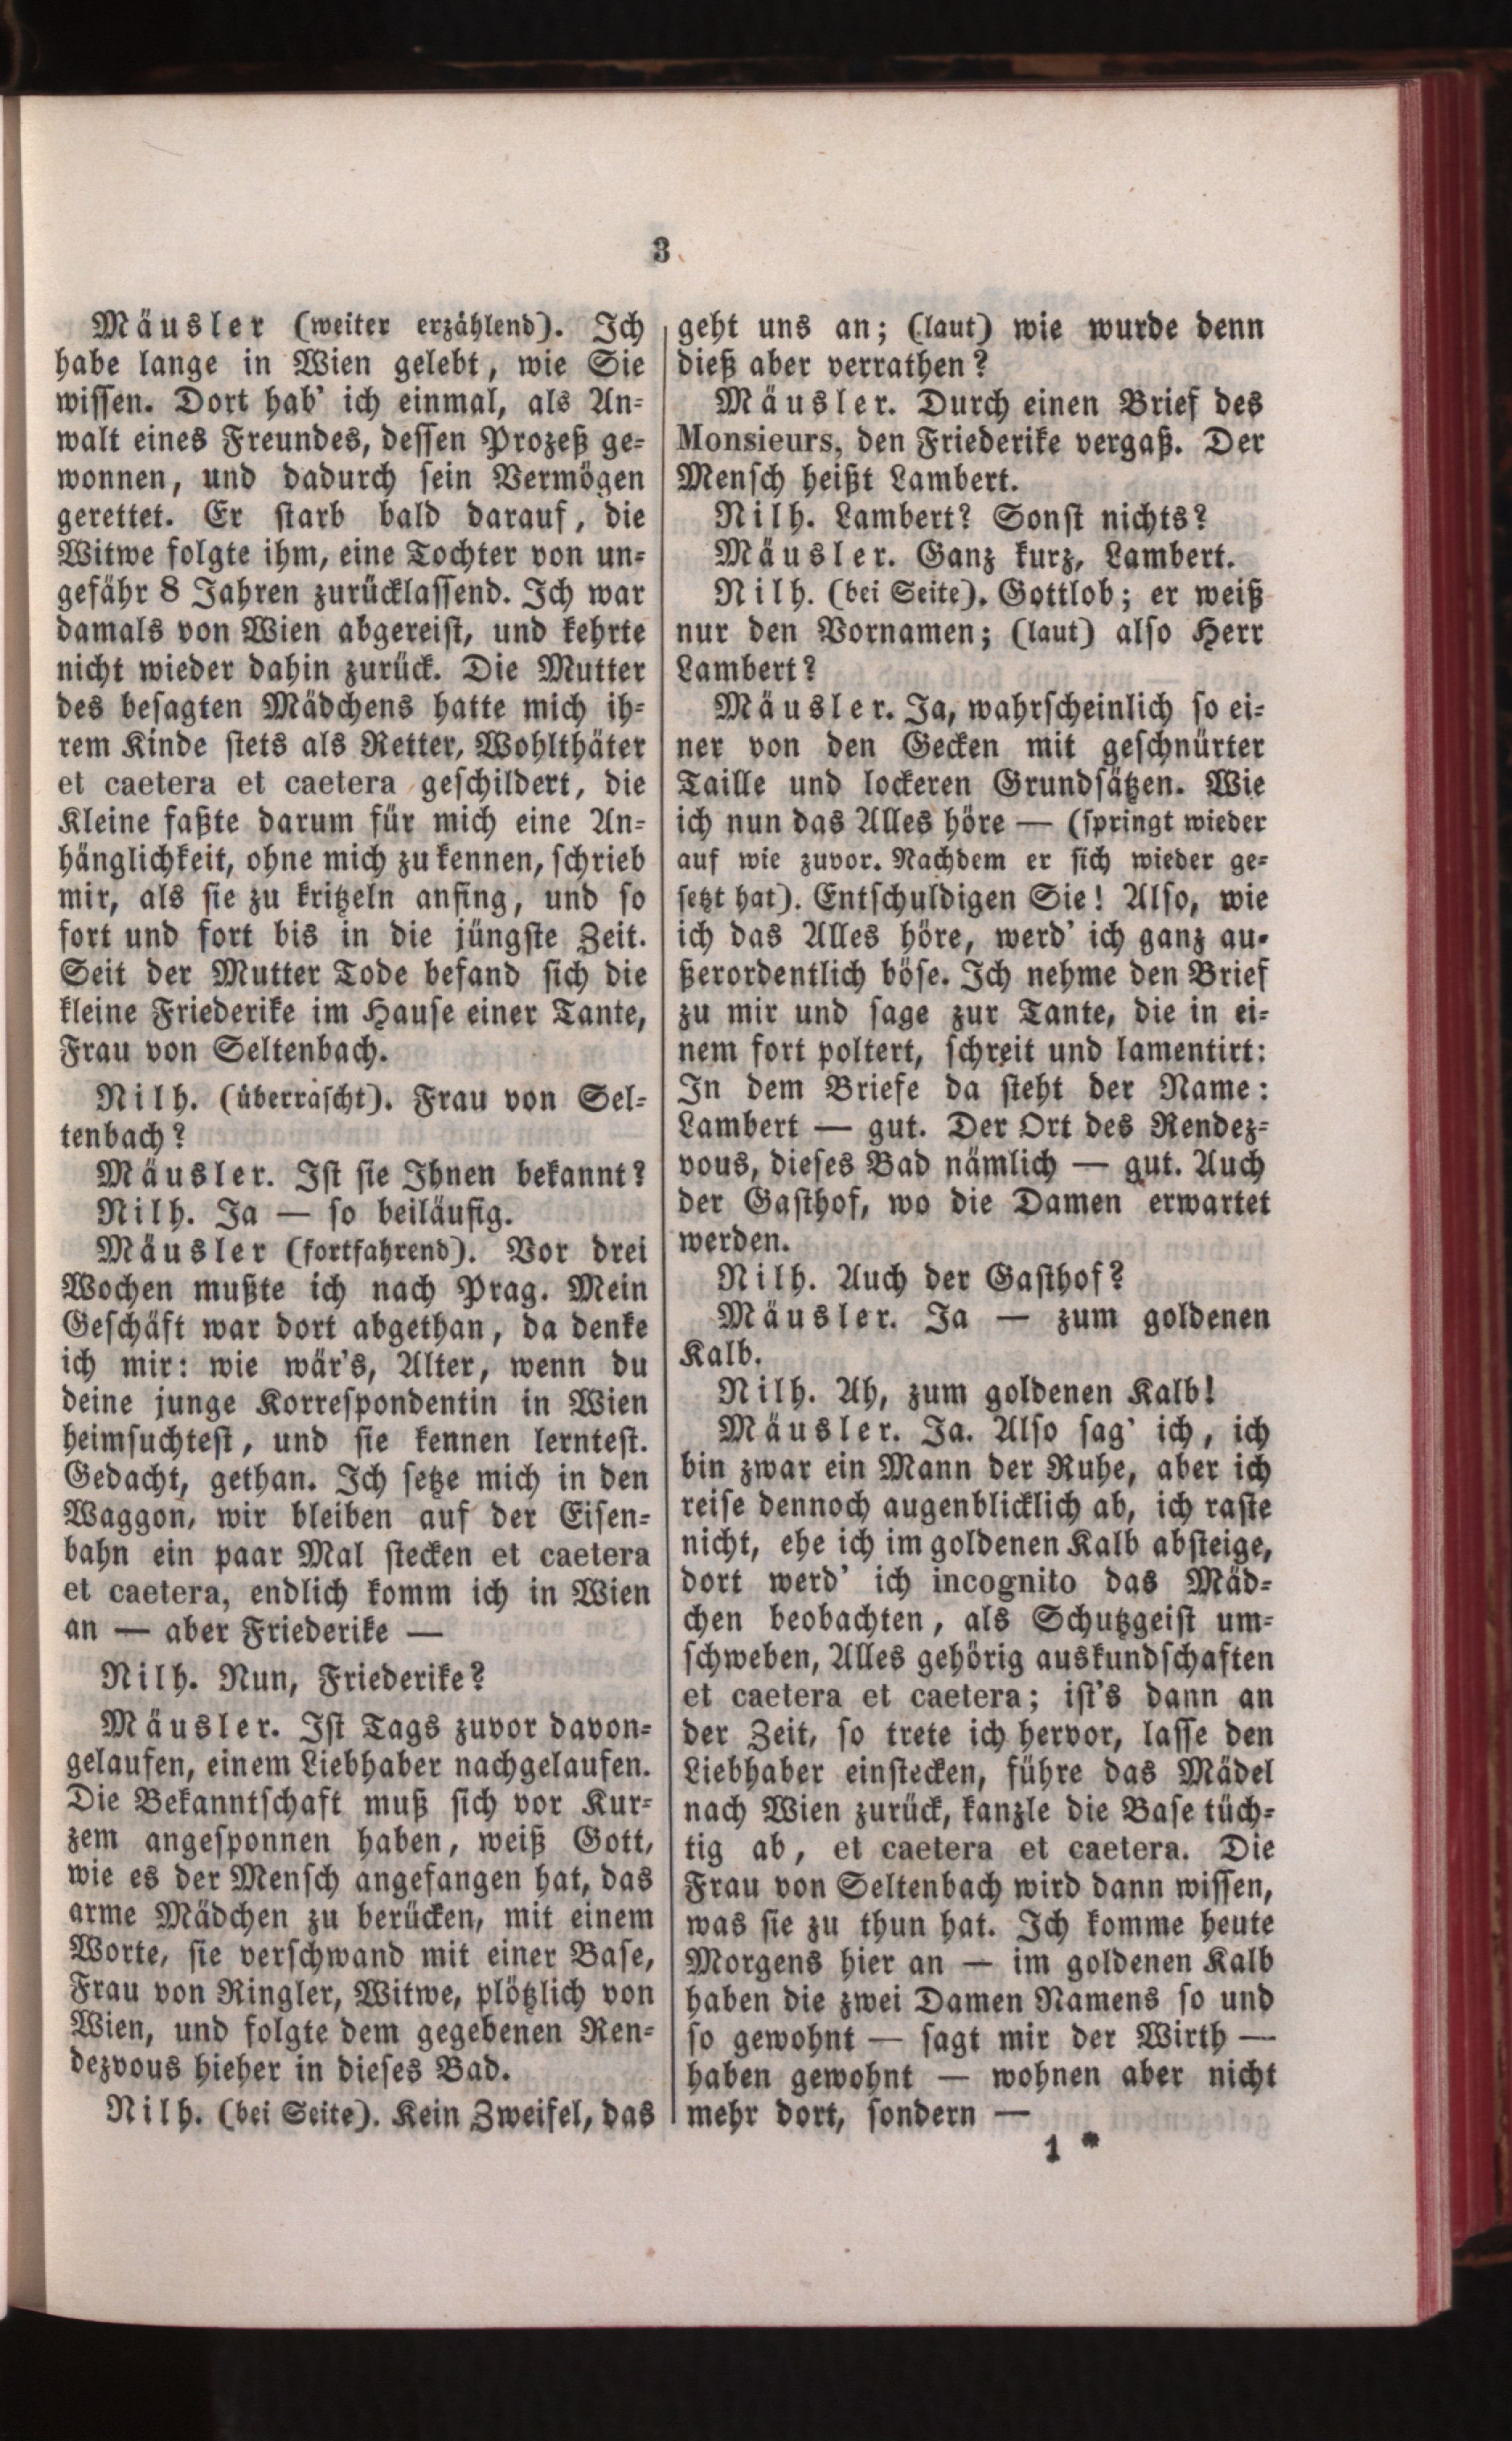 3
Mäusler (weiter erzählend). Ich
habe lange in Wien gelebt, wie Sie
wissen. Dort hab' ich einmal, als An-
walt eines Freundes, dessen Prozeß ge-
wonnen, und dadurch sein Vermögen
gerettet. Er starb bald darauf, die
Witwe folgte ihm, eine Tochter von un-
gefähr 8 Jahren zurücklassend. Ich war
damals von Wien abgereist, und kehrte
nicht wieder dahin zurück. Die Mutter
des besagten Mädchens hatte mich ih-
rem Kinde stets als Retter, Wohlthäter
et caetera et caetera geschildert, die
Kleine faßte darum für mich eine An-
hänglichkeit, ohne mich zu kennen, schrieb
mir, als sie zu kritzeln anfing, und so
fort und fort bis in die jüngste Zeit.
Seit der Mutter Tode befand sich die
kleine Friederike im Hause einer Tante,
Frau von Seltenbach.
Nilh. (überrascht). Frau von Sel-
tenbach?
Mäusler. Ist sie Ihnen bekannt?
Nilh. Ja — so beiläufig.
Mäusler (fortfahrend). Vor drei
Wochen mußte ich nach Prag. Mein
Geschäft war dort abgethan, da denke
ich mir: wie wär's, Alter, wenn du
deine junge Korrespondentin in Wien
heimsuchtest, und sie kennen lerntest.
Gedacht, gethan. Ich setze mich in den
Waggon, wir bleiben auf der Eisen-
bahn ein paar Mal stecken et caetera
et caetera, endlich komm ich in Wien
an — aber Friederike —
Nilh. Nun, Friederike?
Mäusler. Ist Tags zuvor davon-
gelaufen, einem Liebhaber nachgelaufen.
Die Bekanntschaft muß sich vor Kur-
zem angesponnen haben, weiß Gott,
wie es der Mensch angefangen hat, das
arme Mädchen zu berücken, mit einem
Worte, sie verschwand mit einer Base,
Frau von Ringler, Witwe, plötzlich von
Wien, und folgte dem gegebenen Ren-
dezvous hieher in dieses Bad.
Nilh. (bei Seite). Kein Zweifel, das
geht uns an; (laut) wie wurde denn
dieß aber verrathen?
Mäusler. Durch einen Brief des
Monsieurs, den Friederike vergaß. Der
Mensch heißt Lambert.
Nilh. Lambert? Sonst nichts?
Mäusler. Ganz kurz, Lambert.
Nilh. (bei Seite). Gottlob; er weiß
nur den Vornamen; (laut) also Herr
Lambert?
Mäusler. Ja, wahrscheinlich so ei-
ner von den Gecken mit geschnürter
Taille und lockeren Grundsätzen. Wie
ich nun das Alles höre — (springt wieder
auf wie zuvor. Nachdem er sich wieder ge-
setzt hat). Entschuldigen Sie! Also, wie
ich das Alles höre, werd' ich ganz au-
ßerordentlich böse. Ich nehme den Brief
zu mir und sage zur Tante, die in ei-
nem fort poltert, schreit und lamentirt:
In dem Briefe da steht der Name:
Lambert — gut. Der Ort des Rendez-
vous, dieses Bad nämlich — gut. Auch
der Gasthof, wo die Damen erwartet
werden.
Nilh. Auch der Gasthof?
Mäusler. Ja — zum goldenen
Kalb.
Nilh. Ah, zum goldenen Kalb!
Mäusler. Ja. Also sag' ich, ich
bin zwar ein Mann der Ruhe, aber ich
reise dennoch augenblicklich ab, ich raste
nicht, ehe ich im goldenen Kalb absteige,
dort werd' ich incognito das Mäd-
chen beobachten, als Schutzgeist um-
schweben, Alles gehörig auskundschaften
et caetera et caetera; ist's dann an
der Zeit, so trete ich hervor, lasse den
Liebhaber einstecken, führe das Mädel
nach Wien zurück, kanzle die Base tüch-
tig ab, et caetera et caetera. Die
Frau von Seltenbach wird dann wissen,
was sie zu thun hat. Ich komme heute
Morgens hier an — im goldenen Kalb
haben die zwei Damen Namens so und
so gewohnt — sagt mir der Wirth —
haben gewohnt — wohnen aber nicht
mehr dort, sondern —
1 *